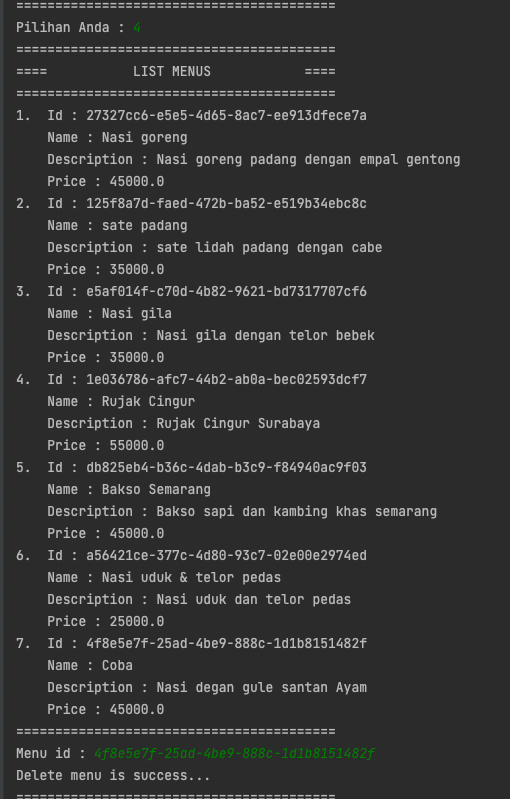 =========================================
Pilihan Anda : 4
=========================================
====           LIST MENUS            ====
=========================================
1.  Id : 27327cc6-e5e5-4d65-8ac7-ee913dfece7a
    Name : Nasi goreng
    Description : Nasi goreng padang dengan empal gentong
    Price : 45000.0
2.  Id : 125f8a7d-faed-472b-ba52-e519b34ebc8c
    Name : sate padang
    Description : sate lidah padang dengan cabe
    Price : 35000.0
3.  Id : e5af014f-c70d-4b82-9621-bd7317707cf6
    Name : Nasi gila
    Description : Nasi gila dengan telor bebek
    Price : 35000.0
4.  Id : 1e036786-afc7-44b2-ab0a-bec02593dcf7
    Name : Rujak Cingur
    Description : Rujak Cingur Surabaya
    Price : 55000.0
5.  Id : db825eb4-b36c-4dab-b3c9-f84940ac9f03
    Name : Bakso Semarang
    Description : Bakso sapi dan kambing khas semarang
    Price : 45000.0
6.  Id : a56421ce-377c-4d80-93c7-02e00e2974ed
    Name : Nasi uduk & telor pedas
    Description : Nasi uduk dan telor pedas
    Price : 25000.0
7.  Id : 4f8e5e7f-25ad-4be9-888c-1d1b8151482f
    Name : Coba
    Description : Nasi degan gule santan Ayam
    Price : 45000.0
=========================================
Menu id : 4f8e5e7f-25ad-4be9-888c-1d1b8151482f
Delete menu is success...
=========================================